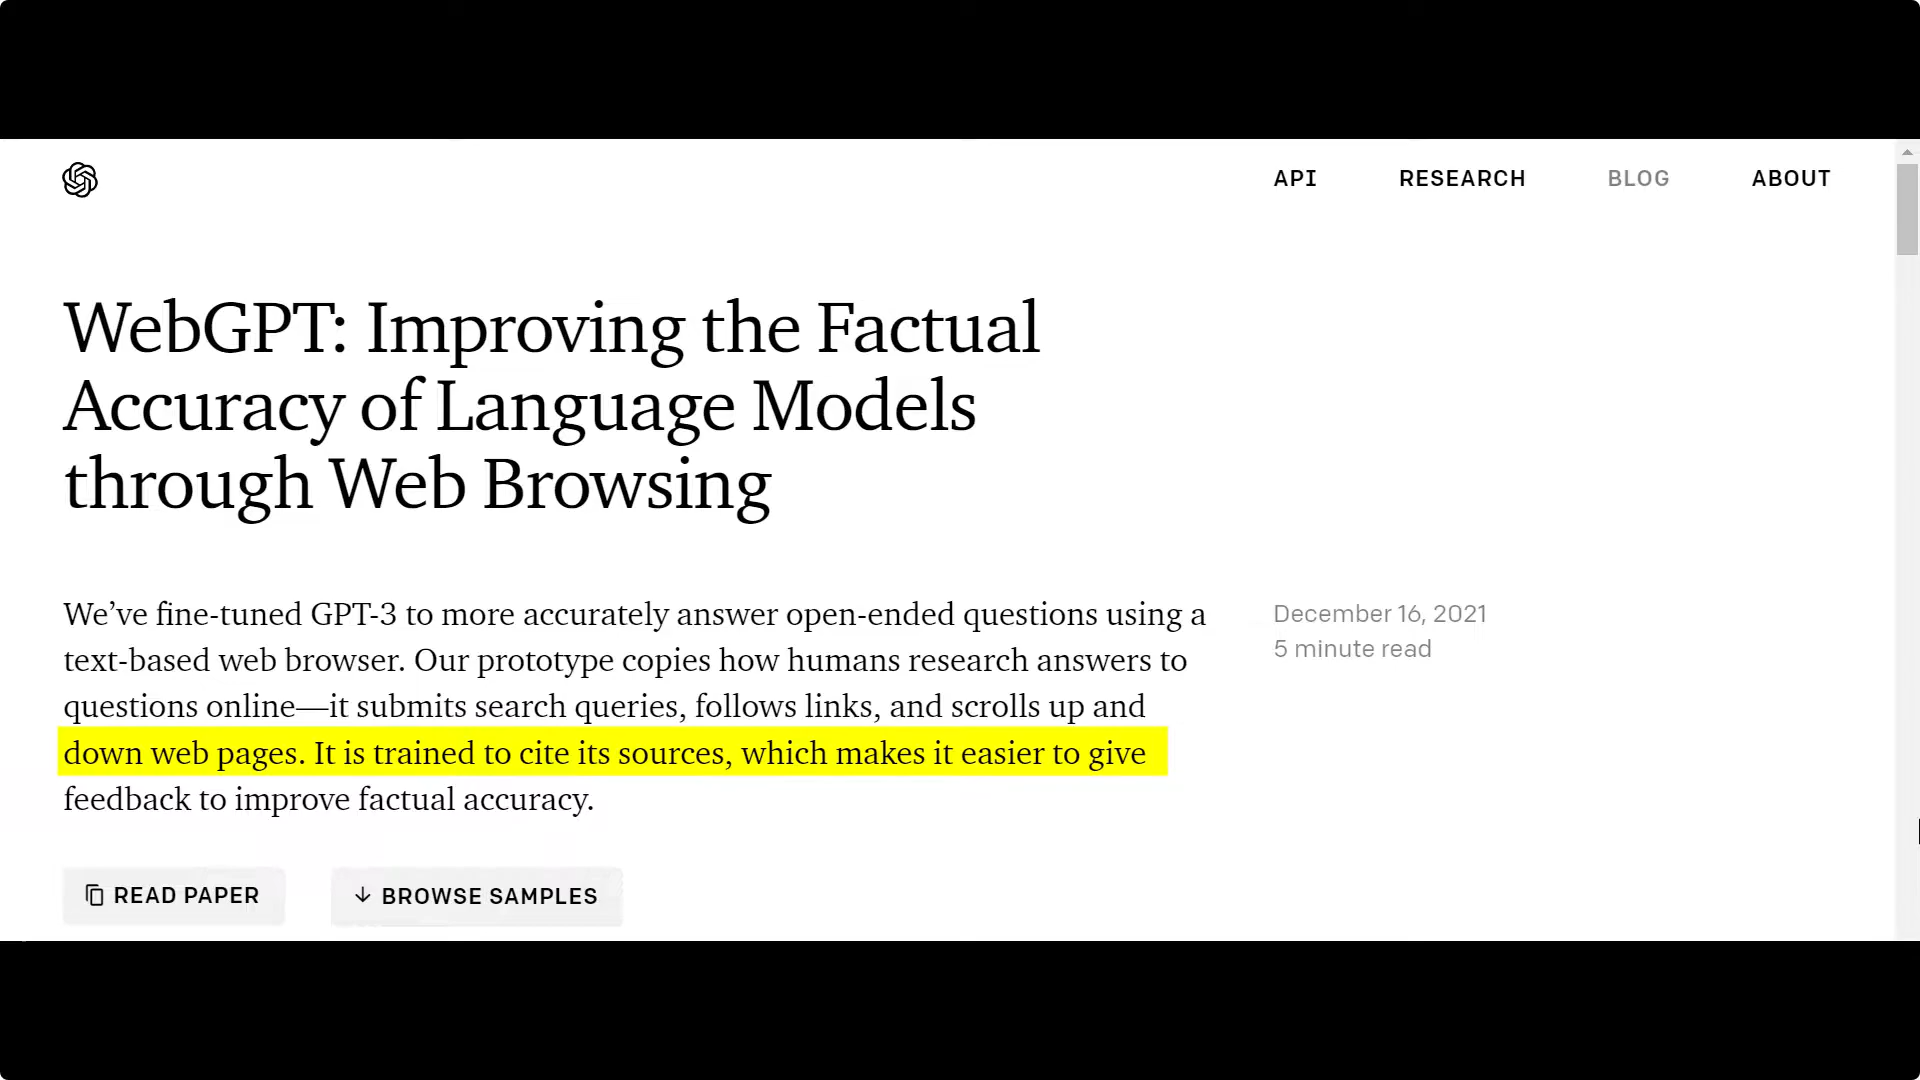 API RESEARCH BLOG ABOUT
WebGPT: Improving the Factual
Accuracy of Language Models
through Web Browsing
We’ve fine-tuned GPT-3 to more accurately answer open-ended questions using a
text-based web browser. Our prototype copies how humans research answers to
questions online—it submits search queries, follows links, and scrolls up and
down web pages. It is trained to cite its sources, which makes it easier to give
feedback to improve factual accuracy.
December 16, 2021
5 minute read
READ PAPER
BROWSE SAMPLES